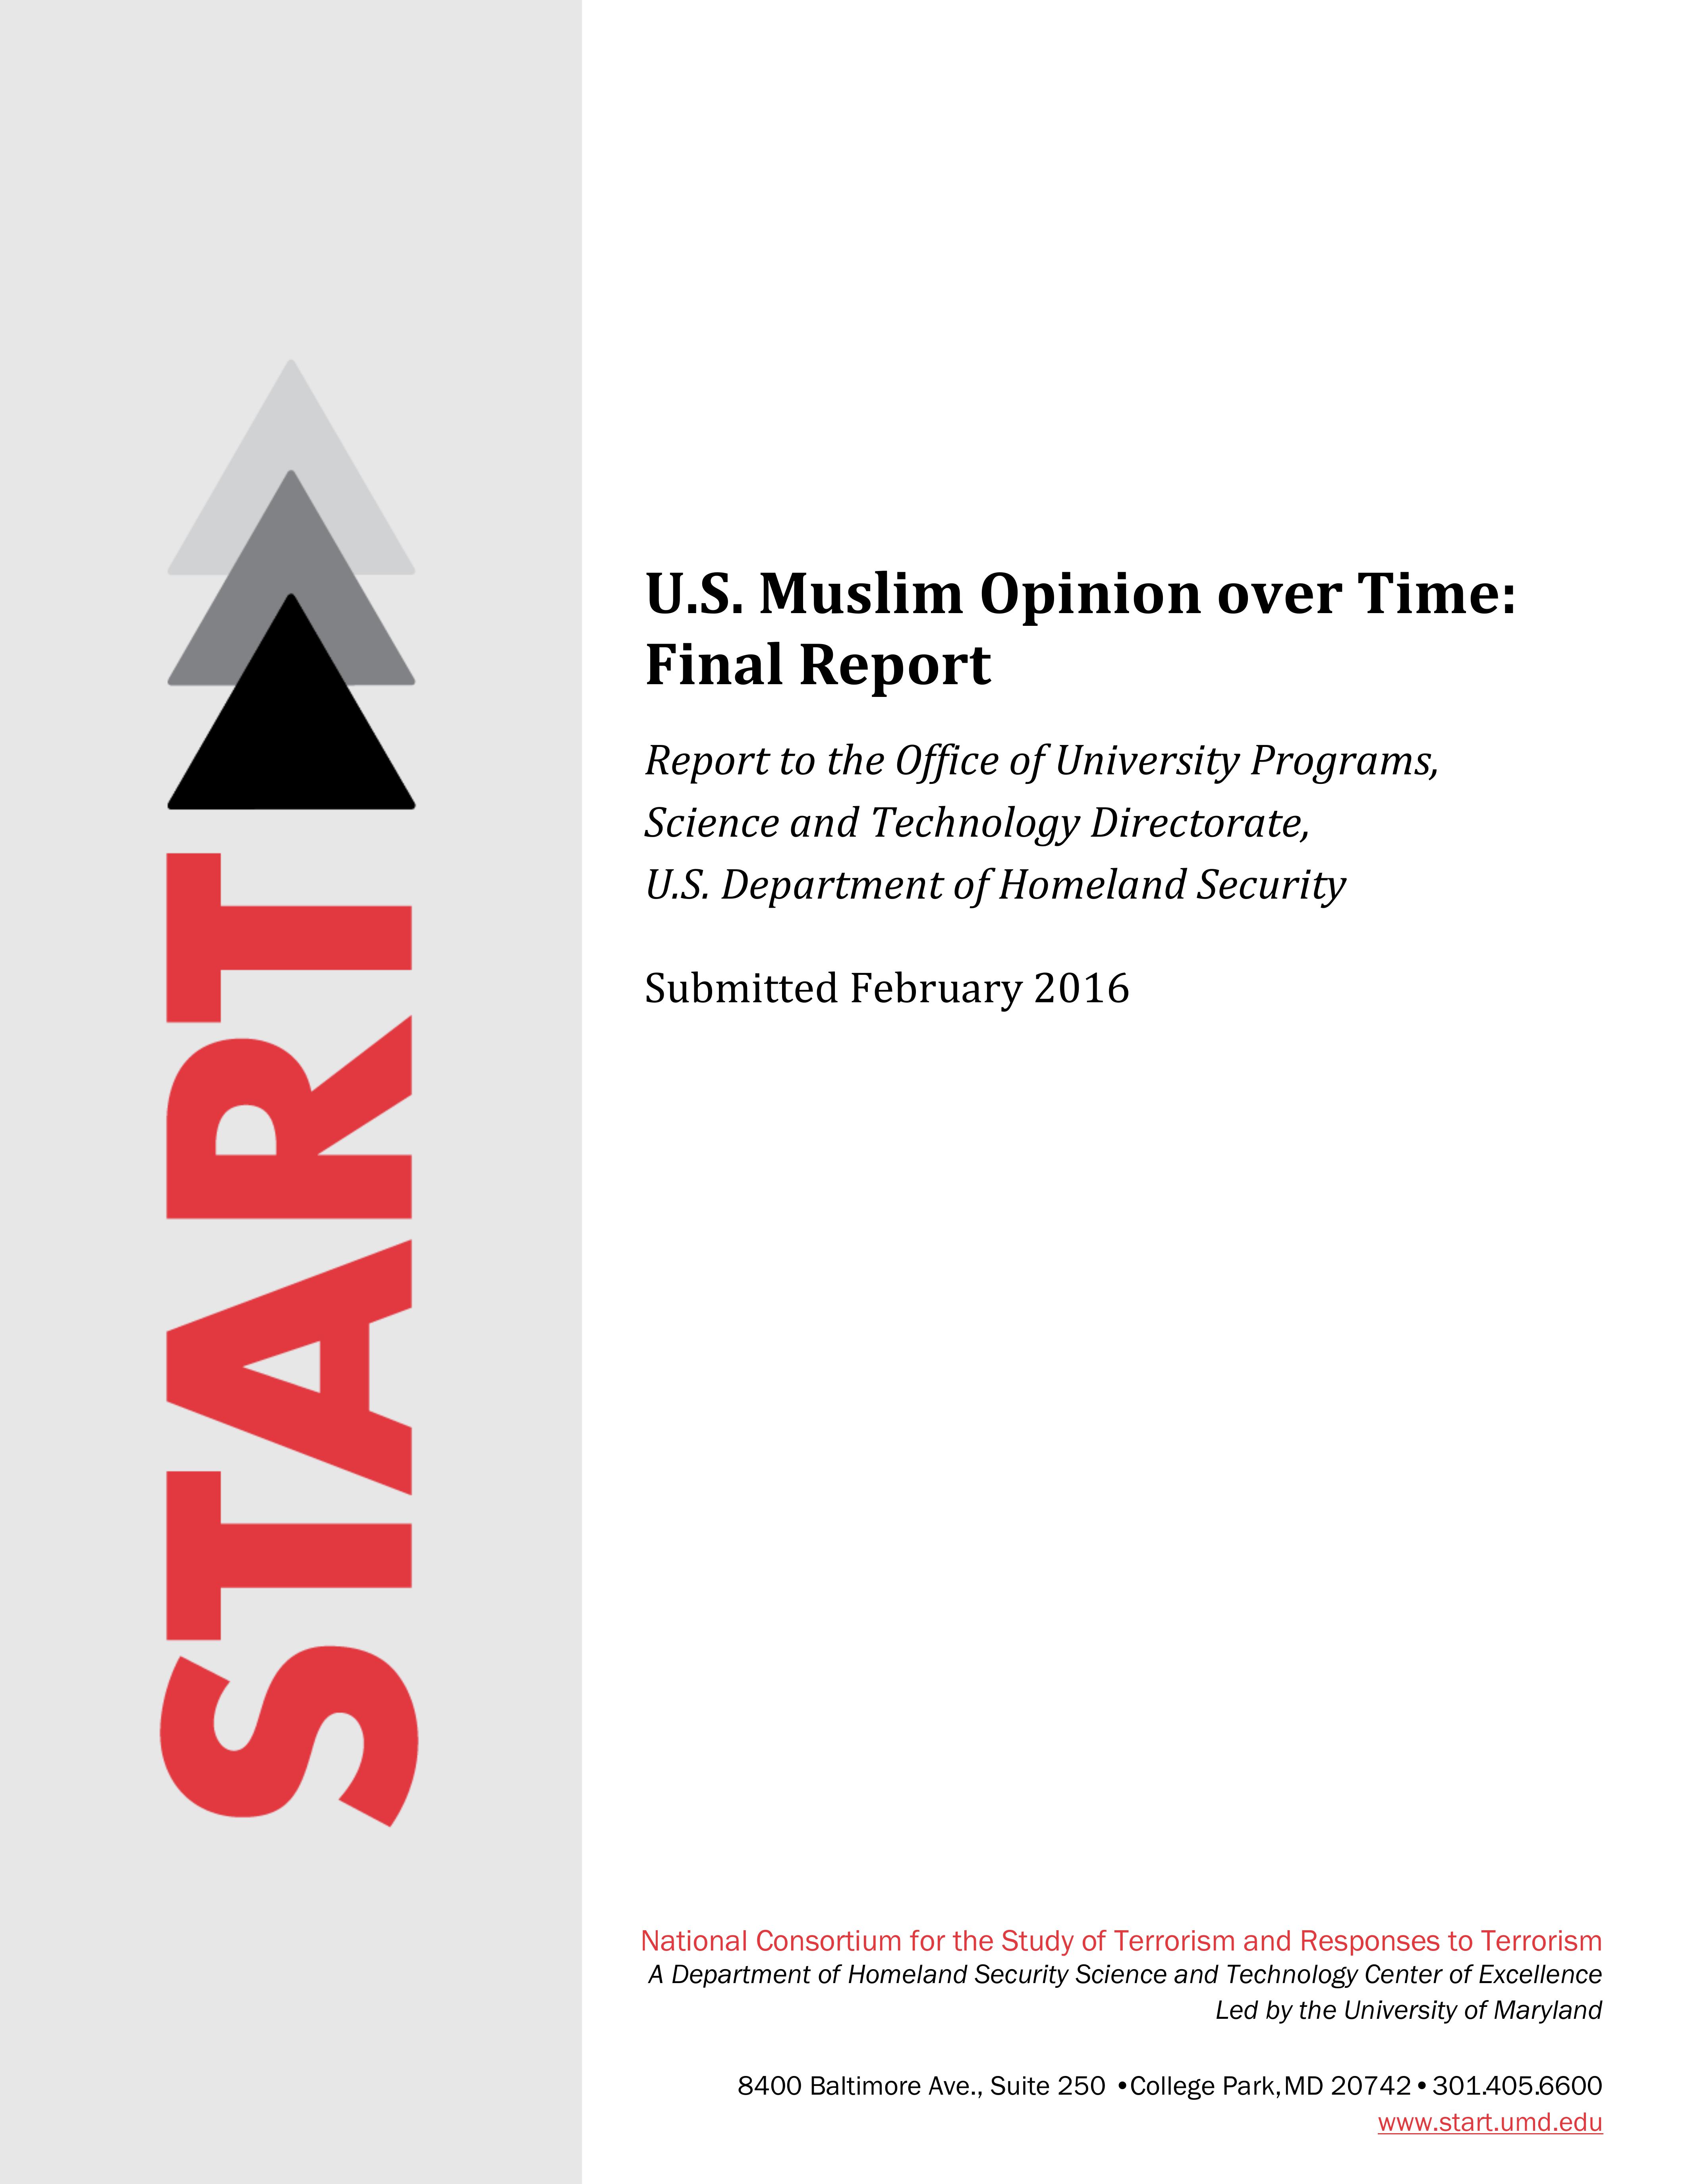 START
U.S. Muslim Opinion over Time:
Final Report
Report to the Office of University Programs,
Science and Technology Directorate,
U.S. Department of Homeland Security
Submitted February 2016
National Consortium for the Study of Terrorism and Responses to Terrorism
A Department of Homeland Security Science and Technology Center of Excellence
Led by the University of Maryland
8400 Baltimore Ave., Suite 250 •College Park, MD 20742 • 301.405.6600
www.start.umd.edu